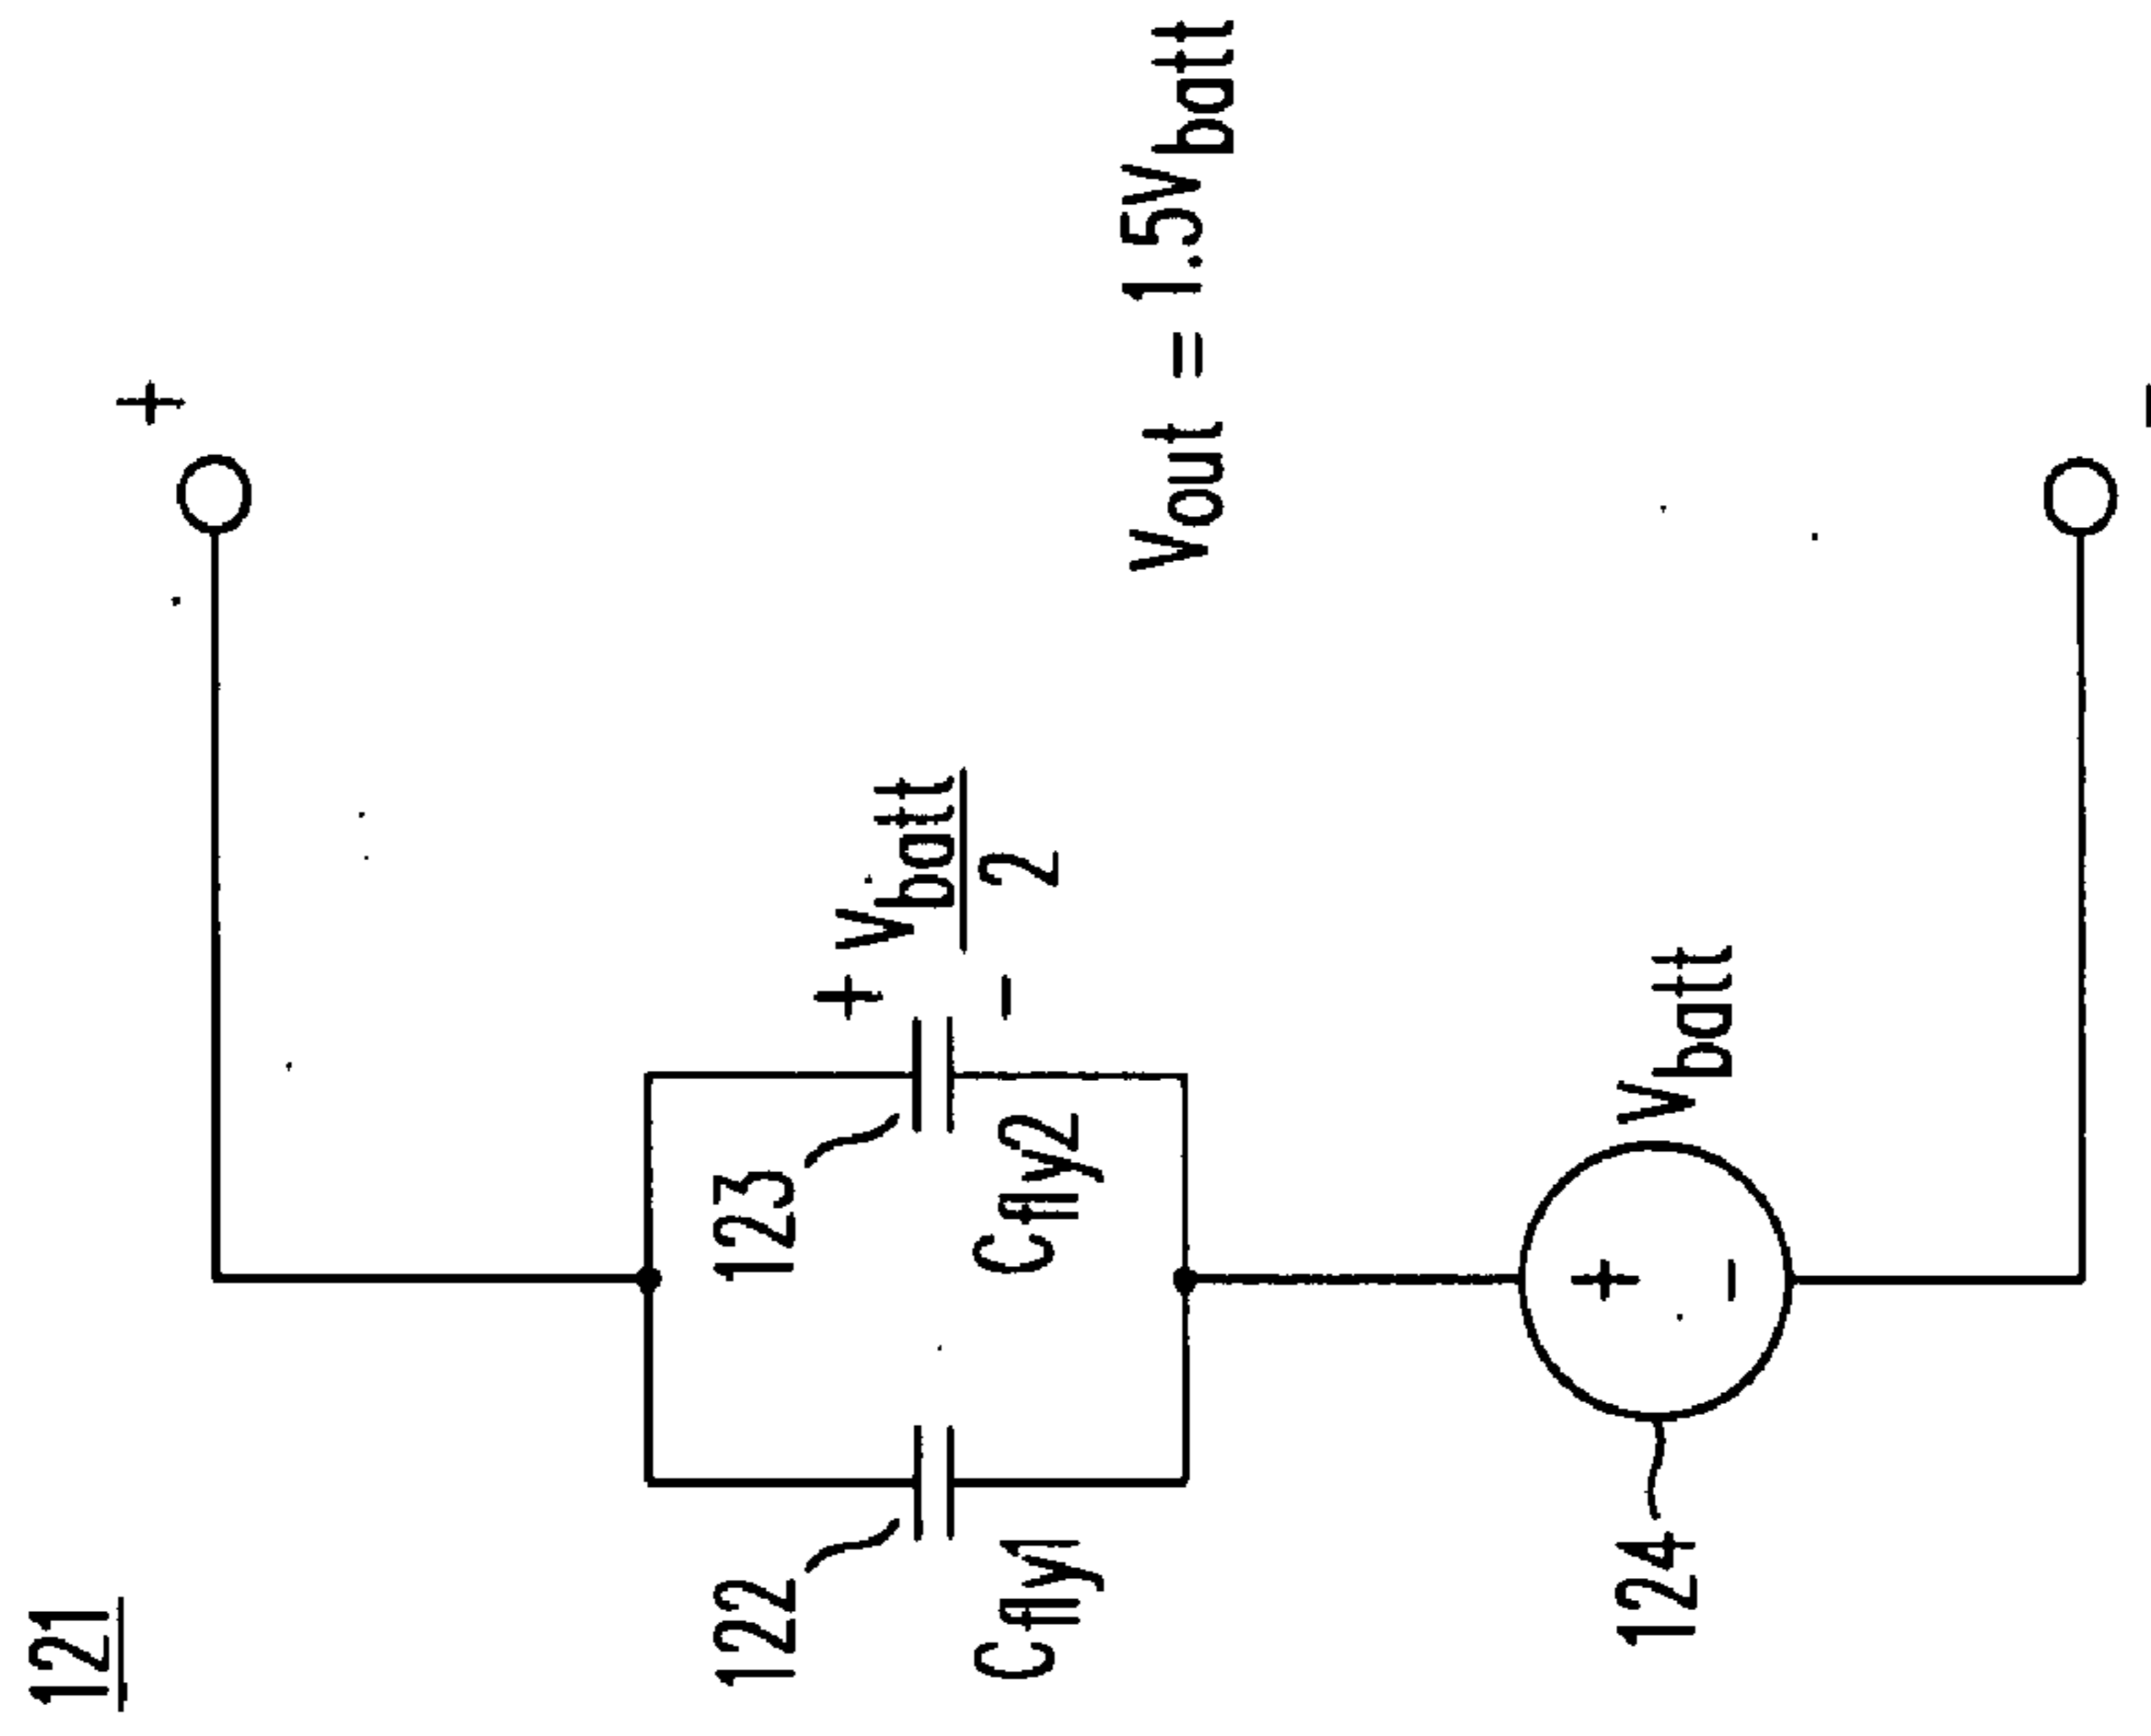 121
+
123
+ Vbatt
2
-
Cfly2
122
Cfly1
Vout = 1.5Vbatt
124
+
-
Vbatt
-